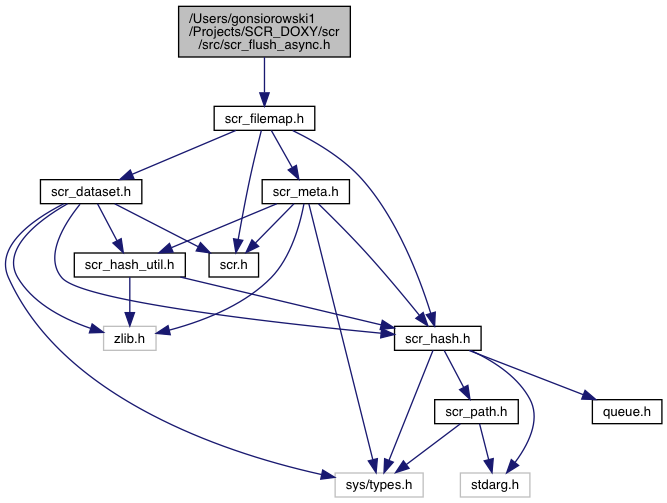 /Users/gonsiorowski1
/Projects/SCR_DOXY/scr
/src/scr_flush_async.h
scr_filemap.h
scr_dataset.h
scr_meta.h
scr_hash_util.h
scr.h
zlib.h
scr_hash.h
scr_path.h
queue.h
sys/types.h
stdarg.h